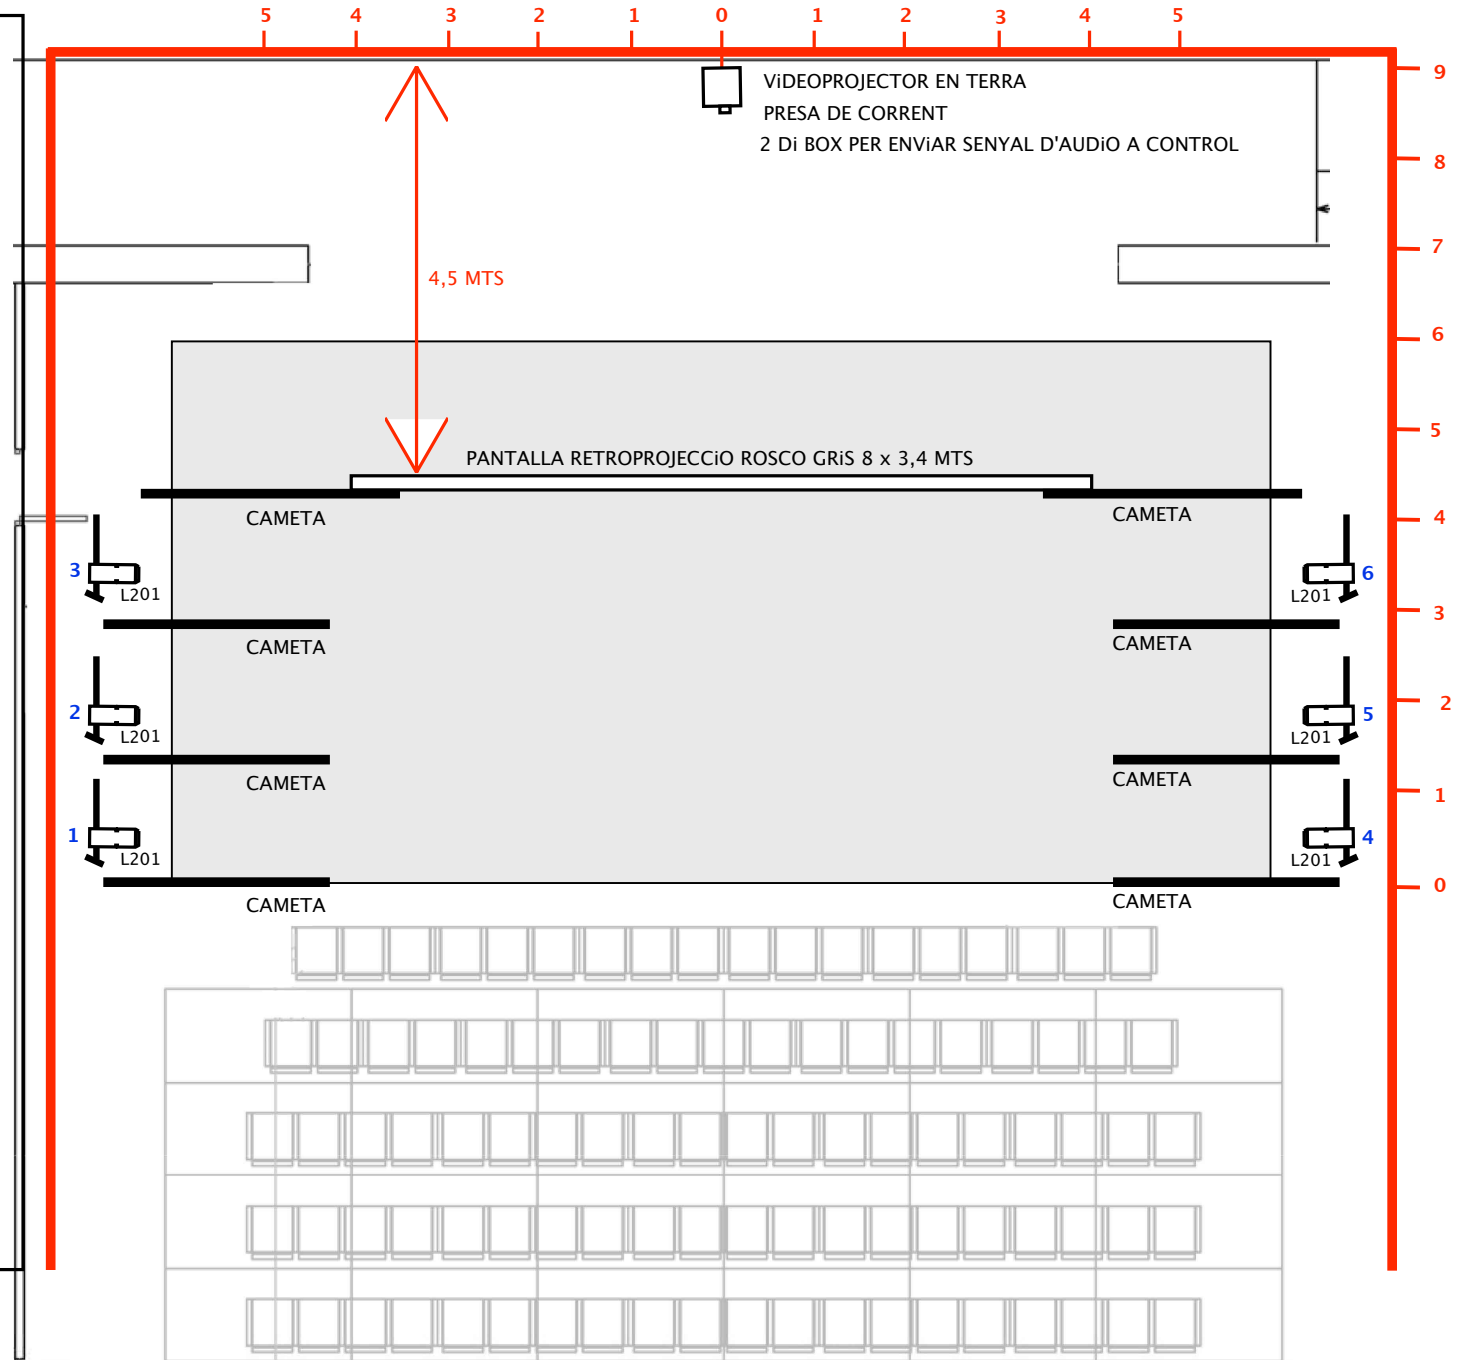 5 4 3 2 1 0 1 2 3 4 5
9
ViDEOPROJECTOR EN TERRA
PRESA DE CORRENT
2 Di BOX PER ENViAR SENYAL D'AUDiO A CONTROL
8
7
4,5 MTS
6
5
PANTALLA RETROPROJECCiO ROSCO GRiS 8 x 3,4 MTS
CAMETA CAMETA
4
3 L201 L201 6
3
CAMETA CAMETA
2
2 L201 L201 5
CAMETA CAMETA
1
1 L201 L201 4
0
CAMETA CAMETA